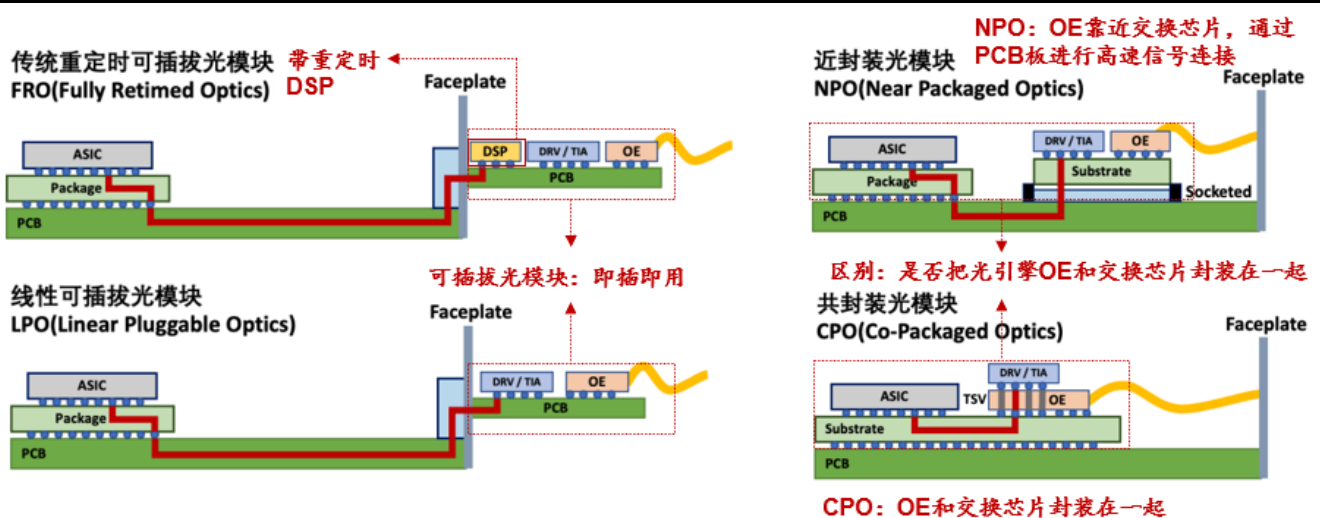 传统重定时可插拔光模块
FRO(Fully Retimed Optics)
带重定时
DSP
Faceplate
ASIC
Package
PCB
DSP
DRV / TIA
OE
PCB
可插拔光模块：即插即用
线性可插拔光模块
LPO(Linear Pluggable Optics)
Faceplate
ASIC
Package
PCB
DRV / TIA
OE
PCB
NPO：OE靠近交换芯片，通过
PCB板进行高速信号连接
近封装光模块
NPO(Near Packaged Optics)
Faceplate
ASIC
Package
PCB
DRV / TIA
OE
Substrate
Socketed
区别：是否把光引擎OE和交换芯片封装在一起
共封装光模块
CPO(Co-Packaged Optics)
Faceplate
DRV / TIA
ASIC
TSV
OE
Substrate
PCB
CPO：OE和交换芯片封装在一起